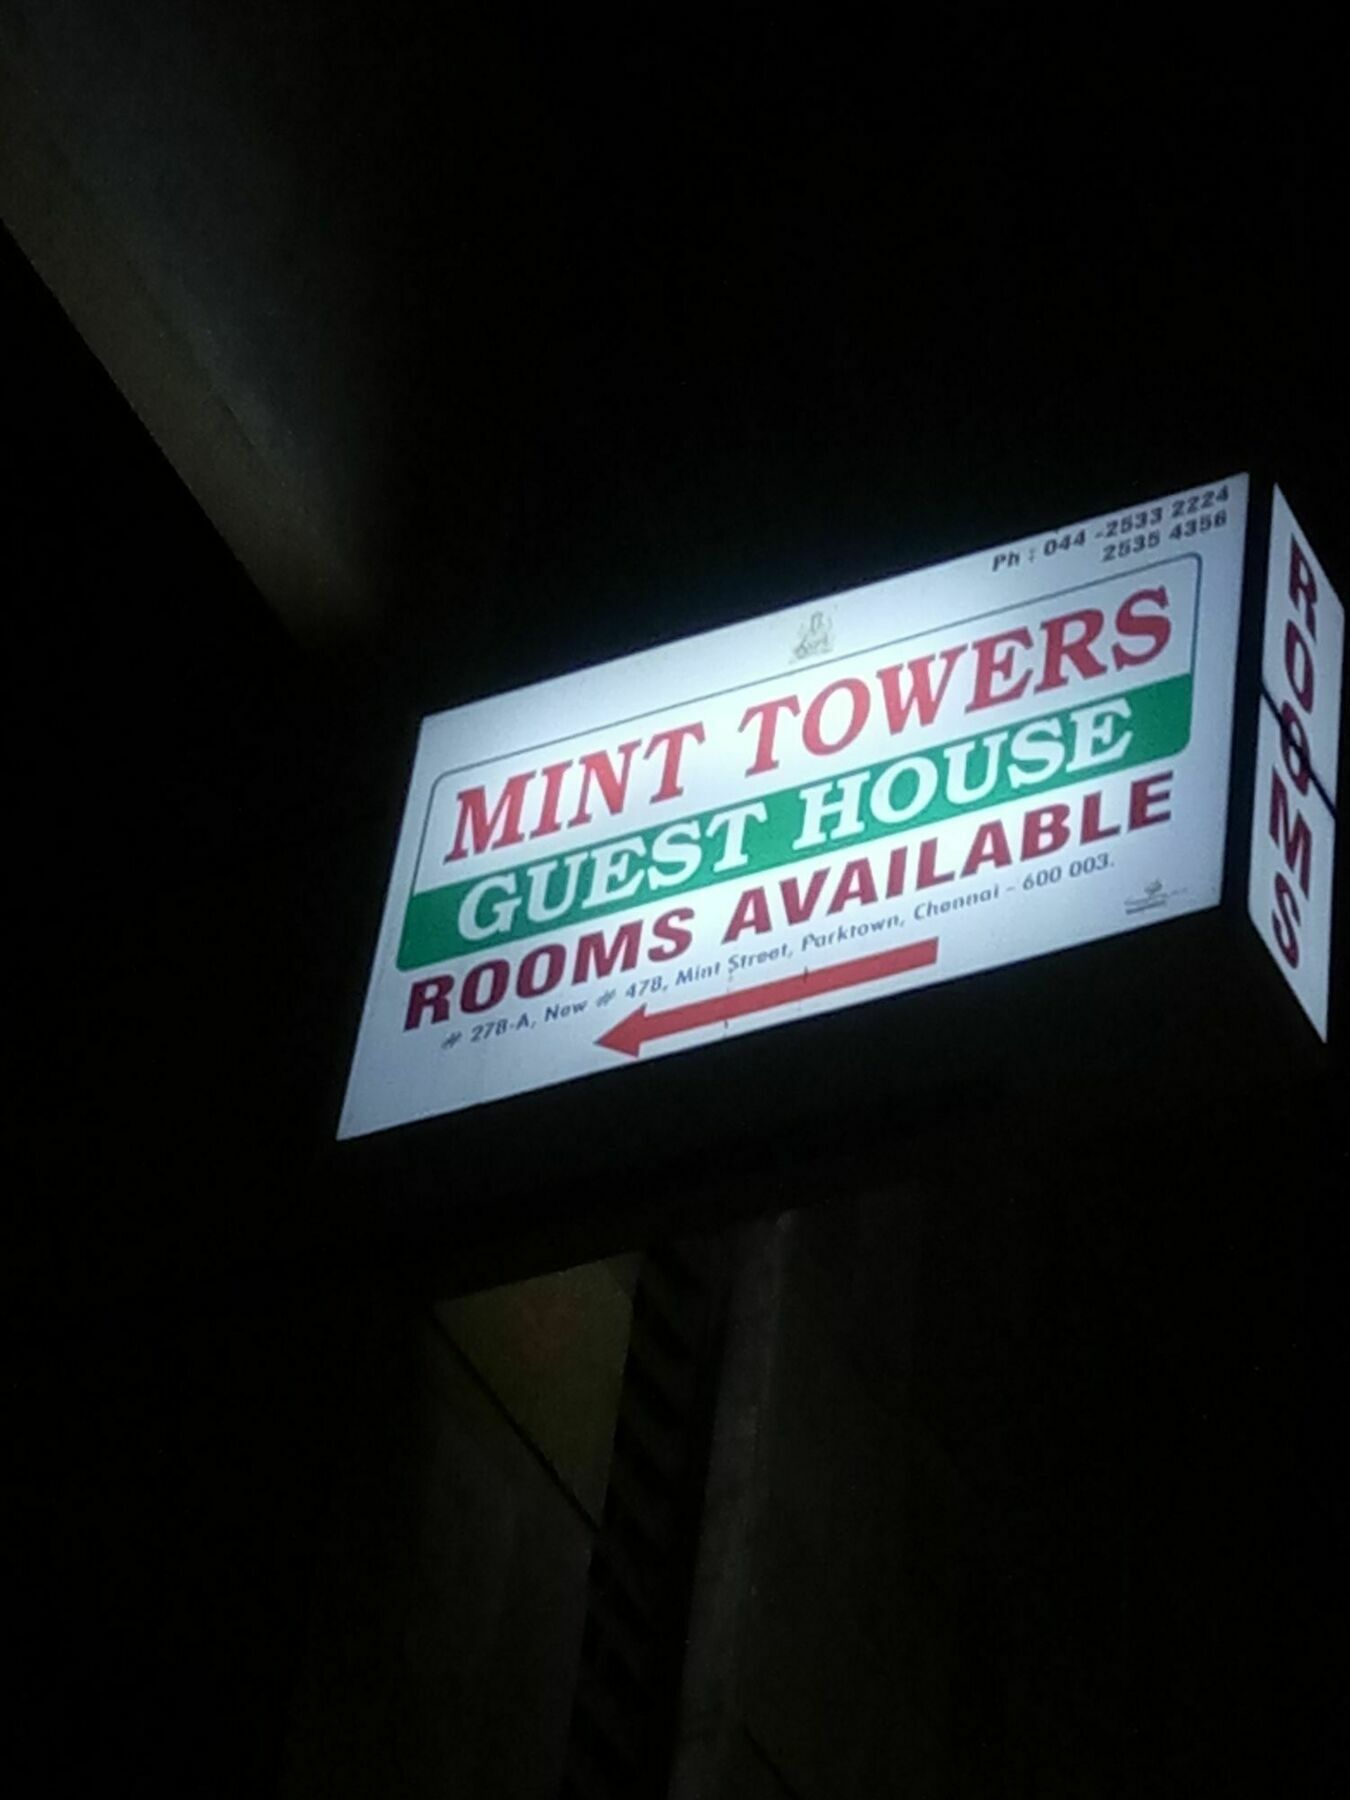 Ph : 044 -2533 2224
2535 4356
MINT TOWERS
GUEST HOUSE
ROOMS AVAILABLE
# 278-A, New # 478, Mint Street, Parktown, Chennai - 600 003.
ROOMS